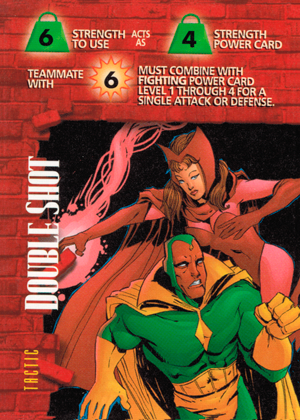 6 STRENGTH TO USE ACTS AS 4 STRENGTH POWER CARD
TEAMMATE WITH 6 MUST COMBINE WITH
FIGHTING POWER CARD
LEVEL 1 THROUGH 4 FOR A
SINGLE ATTACK OR DEFENSE.
DOUBLE SHOT
TACTIC